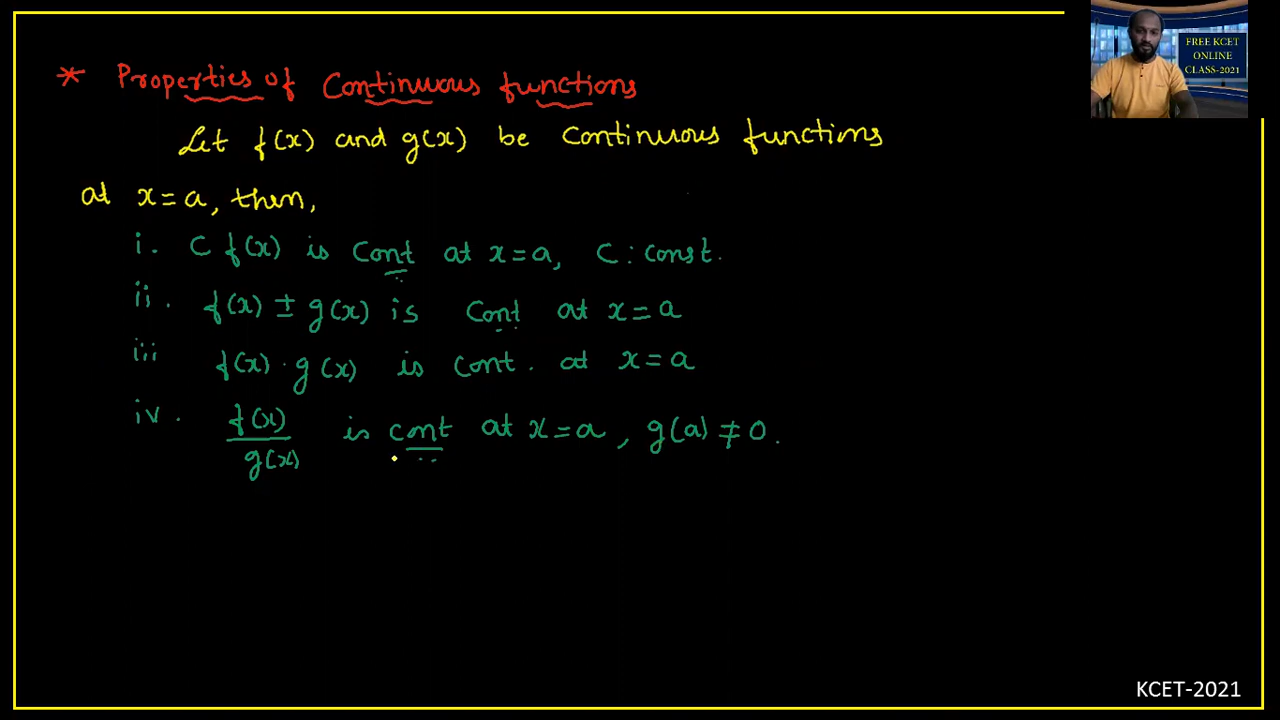 FREE KCET
ONLINE
CLASS-2021
* Properties of Continuous functions
Let f(x) and g(x) be Continuous functions
at x=a, then,
i. C f(x) is Cont at x=a, C : const.
ii. f(x) ± g(x) is Cont at x=a
iii f(x) · g(x) is cont. at x=a
iv. f(x)/g(x) is cont at x=a, g(a) ≠ 0.
KCET-2021